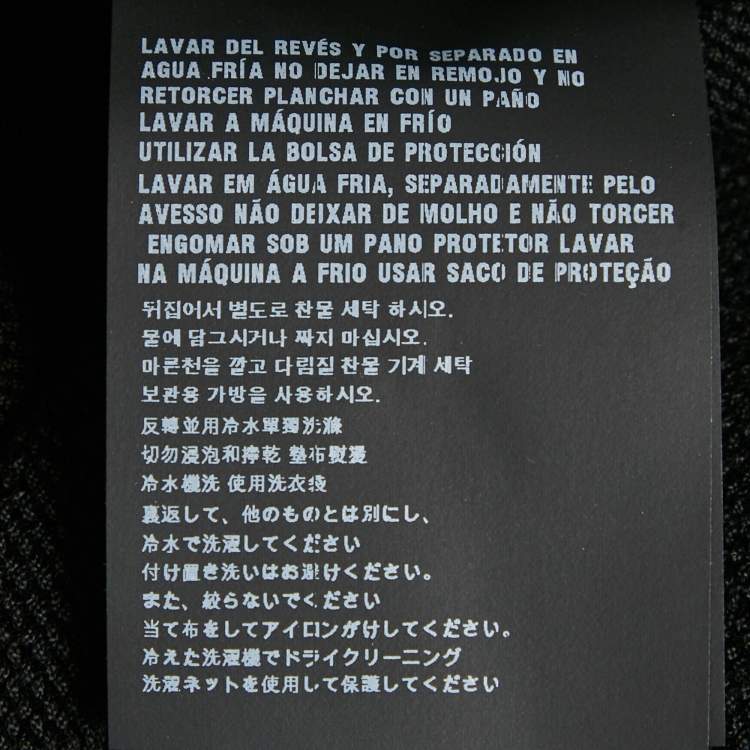 LAVAR DEL REVÉS Y POR SEPARADO EN
AGUA FRÍA NO DEJAR EN REMOJO Y NO
RETORCER PLANCHAR CON UN PAÑO
LAVAR A MÁQUINA EN FRÍO
UTILIZAR LA BOLSA DE PROTECCIÓN
LAVAR EM ÁGUA FRIA, SEPARADAMENTE PELO
AVESSO NÃO DEIXAR DE MOLHO E NÃO TORCER
ENGOMAR SOB UM PANO PROTETOR LAVAR
NA MÁQUINA A FRIO USAR SACO DE PROTEÇÃO
뒤집어서 별도로 찬물 세탁 하시오.
물에 담그시거나 짜지 마십시오.
마른천을 깔고 다림질 찬물 기계 세탁
보관용 가방을 사용하시오.
反轉並用冷水單獨洗滌
切勿浸泡和擰乾 墊布熨燙
冷水機洗 使用洗衣袋
裏返して、他のものとは別にし、
冷水で洗濯してください
付け置き洗いはお避けください。
また、絞らないでください
当て布をしてアイロンがけしてください。
冷えた洗濯機でドライクリーニング
洗濯ネットを使用して保護してください